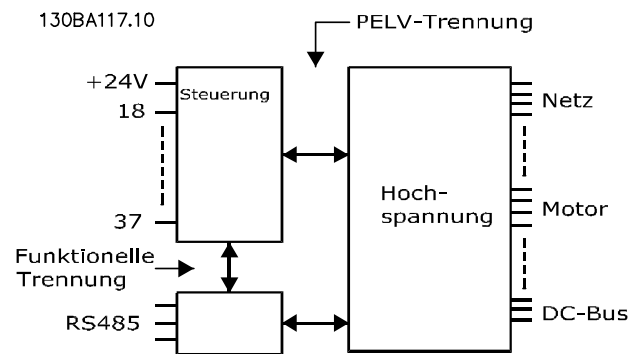 130BA117.10
PELV-Trennung
+24V
Steuerung
18
37
Hoch-
spannung
Netz
Motor
DC-Bus
Funktionelle
Trennung
RS485